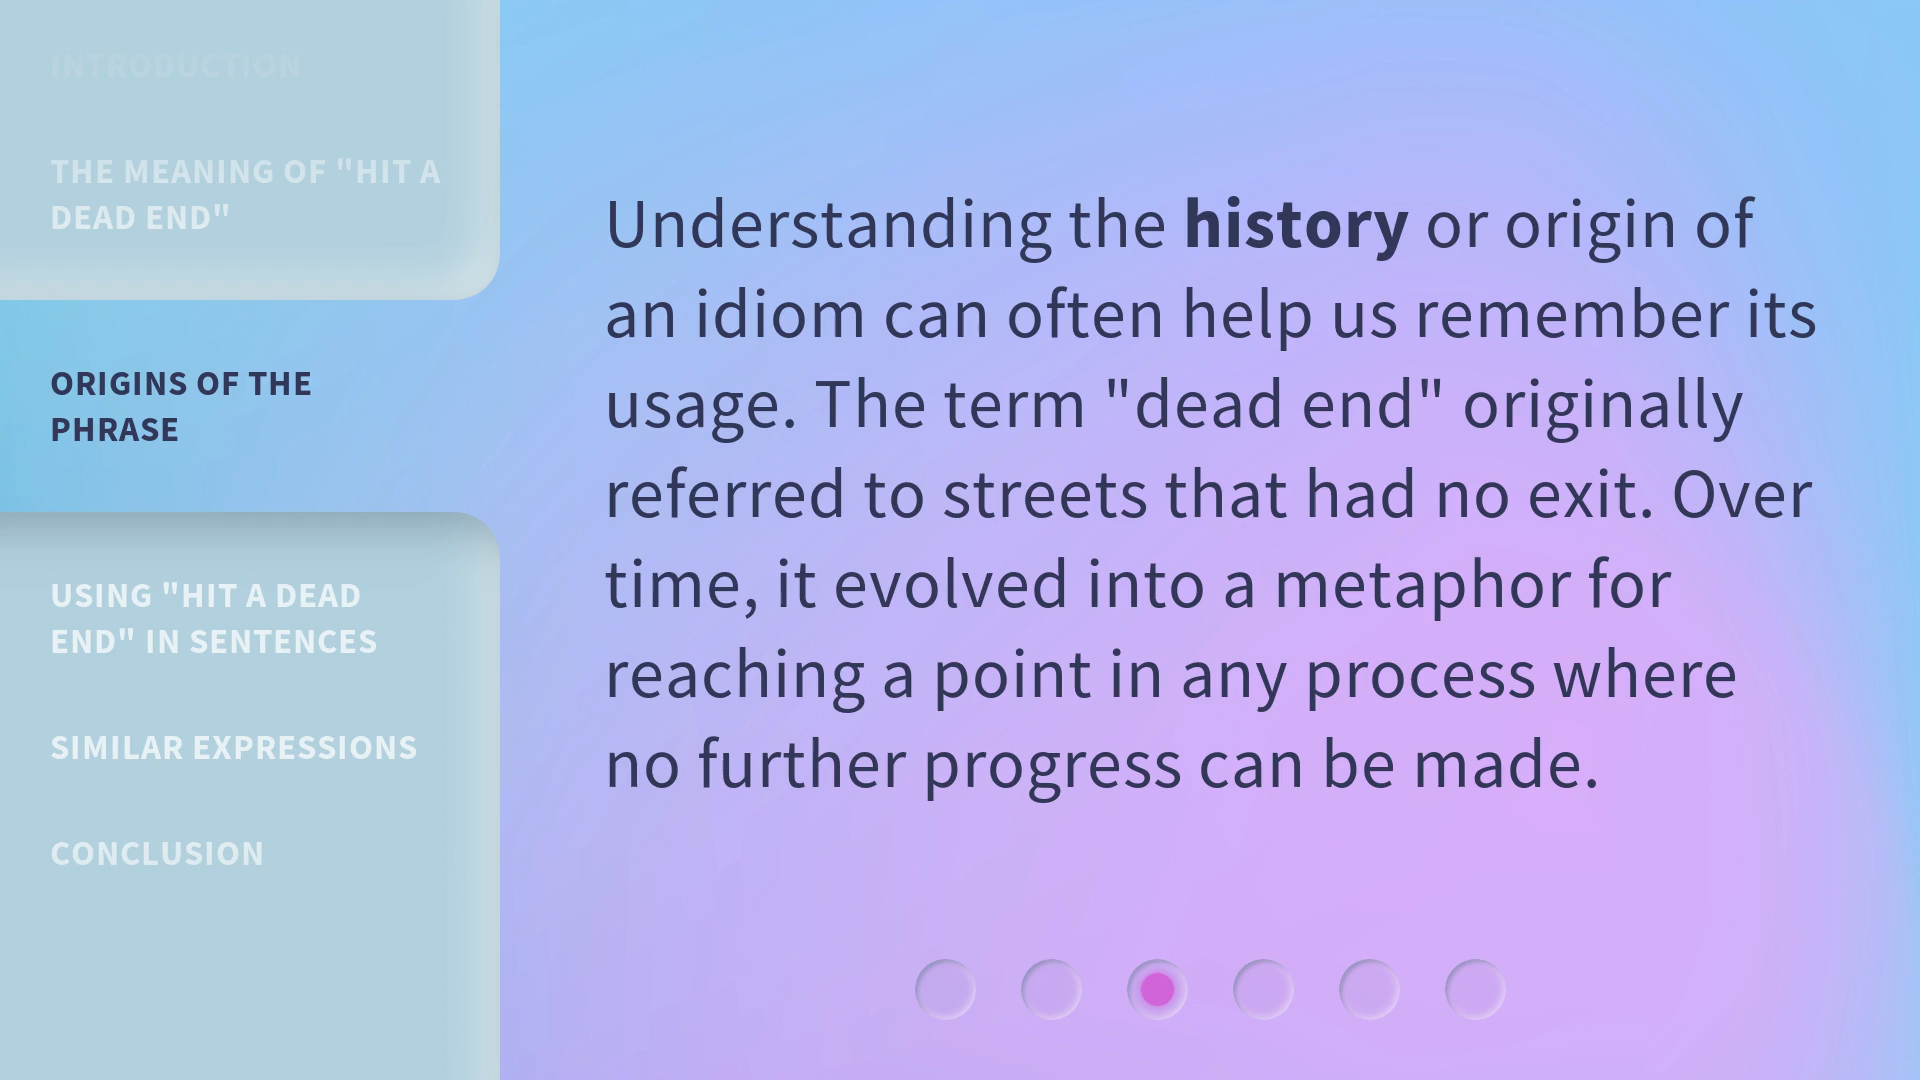 INTRODUCTION
THE MEANING OF "HIT A
DEAD END"
ORIGINS OF THE
PHRASE
USING "HIT A DEAD
END" IN SENTENCES
SIMILAR EXPRESSIONS
CONCLUSION
Understanding the history or origin of
an idiom can often help us remember its
usage. The term "dead end" originally
referred to streets that had no exit. Over
time, it evolved into a metaphor for
reaching a point in any process where
no further progress can be made.